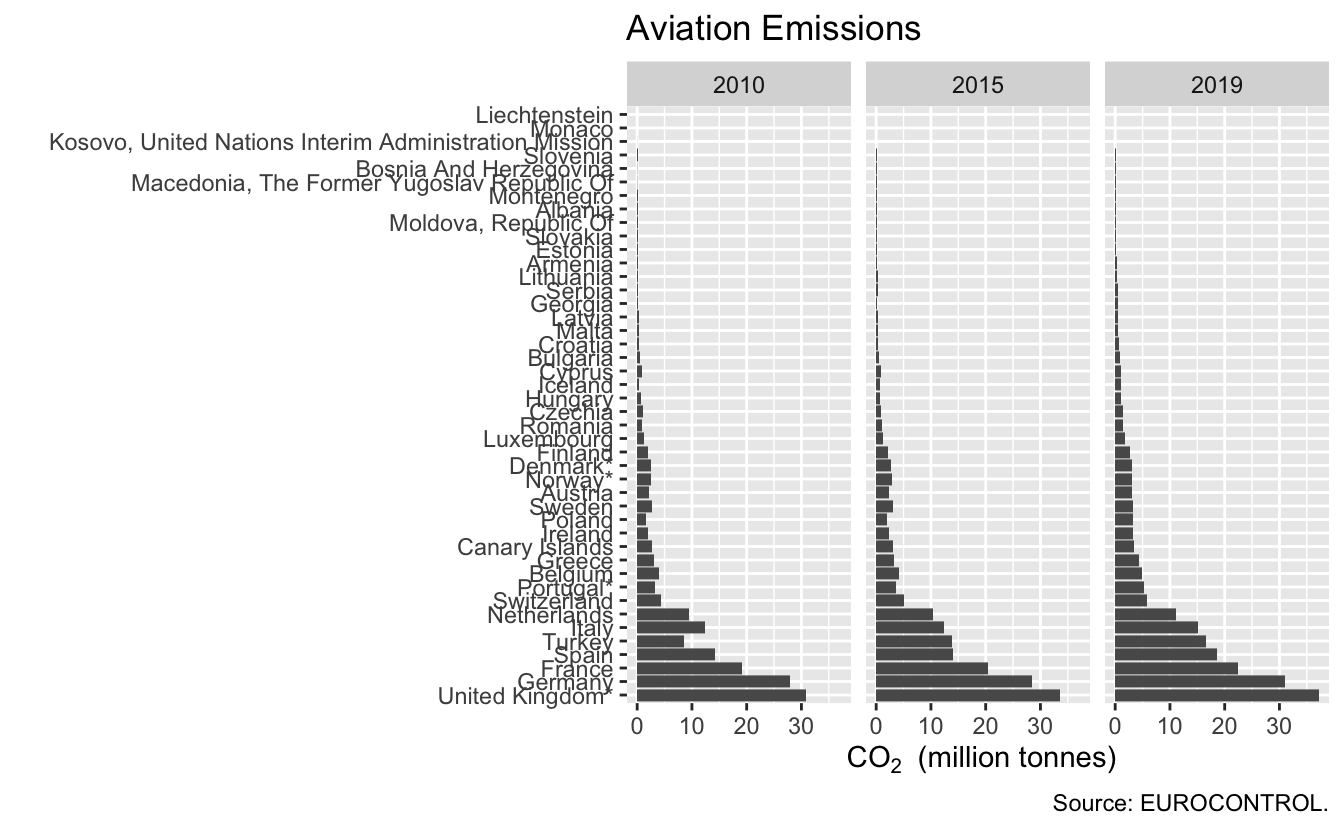 Aviation Emissions
2010 2015 2019
Liechtenstein
Monaco
Kosovo, United Nations Interim Administration Mission
Slovenia
Bosnia And Herzegovina
Macedonia, The Former Yugoslav Republic Of
Montenegro
Albania
Moldova, Republic Of
Slovakia
Estonia
Armenia
Lithuania
Serbia
Georgia
Latvia
Malta
Croatia
Bulgaria
Cyprus
Iceland
Hungary
Czechia
Romania
Luxembourg
Finland
Denmark*
Norway*
Austria
Sweden
Poland
Ireland
Canary Islands
Greece
Belgium
Portugal*
Switzerland
Netherlands
Italy
Turkey
Spain
France
Germany
United Kingdom*
0 10 20 30 0 10 20 30 0 10 20 30
CO₂ (million tonnes)
Source: EUROCONTROL.